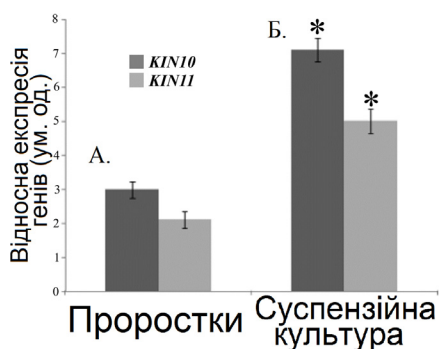 Відносна експресія
генів (ум. од.)
8
7
6
5
4
3
2
1
0
KIN10
KIN11
А.
Б.
*
*
Проростки
Суспензійна
культура